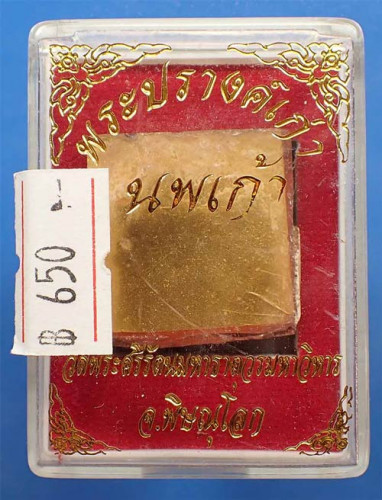 พระปรางค์เก่า
นพเก้า
฿ 650 .-
วัดพระศรีรัตนมหาธาตุวรมหาวิหาร
จ.พิษณุโลก